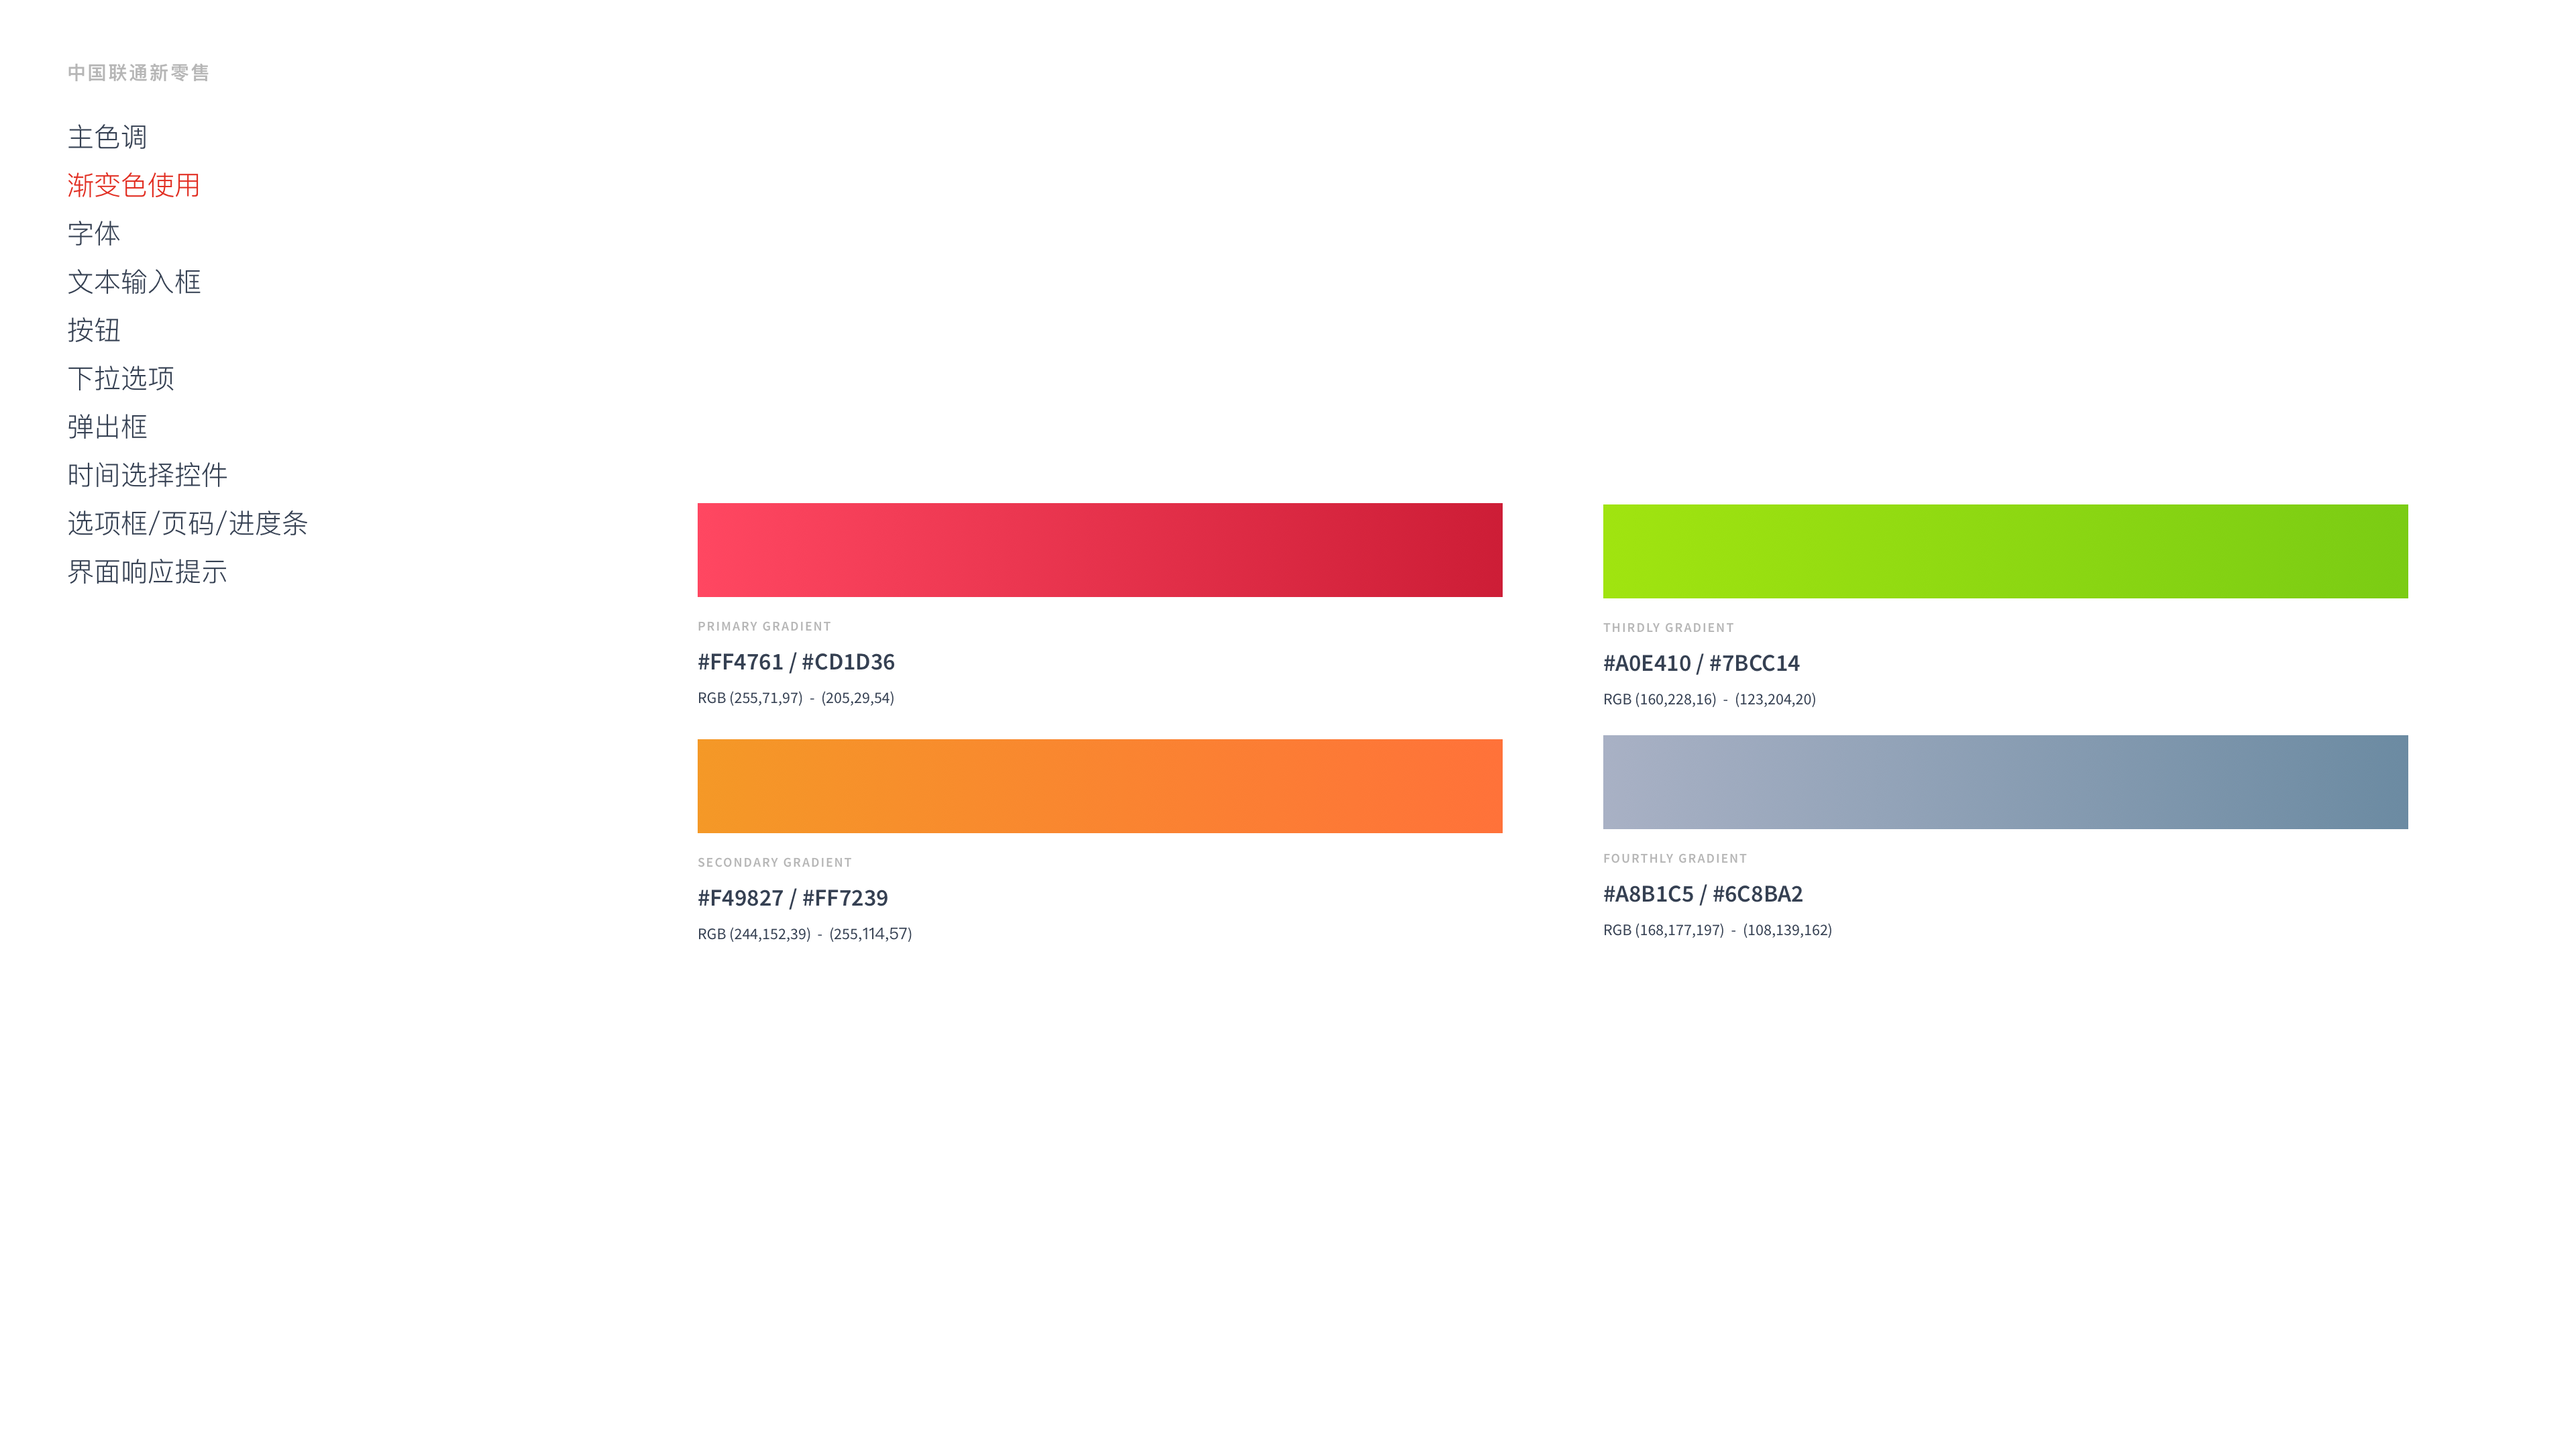 中国联通新零售
主色调
渐变色使用
字体
文本输入框
按钮
下拉选项
弹出框
时间选择控件
选项框/页码/进度条
界面响应提示
PRIMARY GRADIENT
#FF4761 / #CD1D36
RGB (255,71,97) - (205,29,54)
SECONDARY GRADIENT
#F49827 / #FF7239
RGB (244,152,39) - (255,114,57)
THIRDLY GRADIENT
#A0E410 / #7BCC14
RGB (160,228,16) - (123,204,20)
FOURTHLY GRADIENT
#A8B1C5 / #6C8BA2
RGB (168,177,197) - (108,139,162)